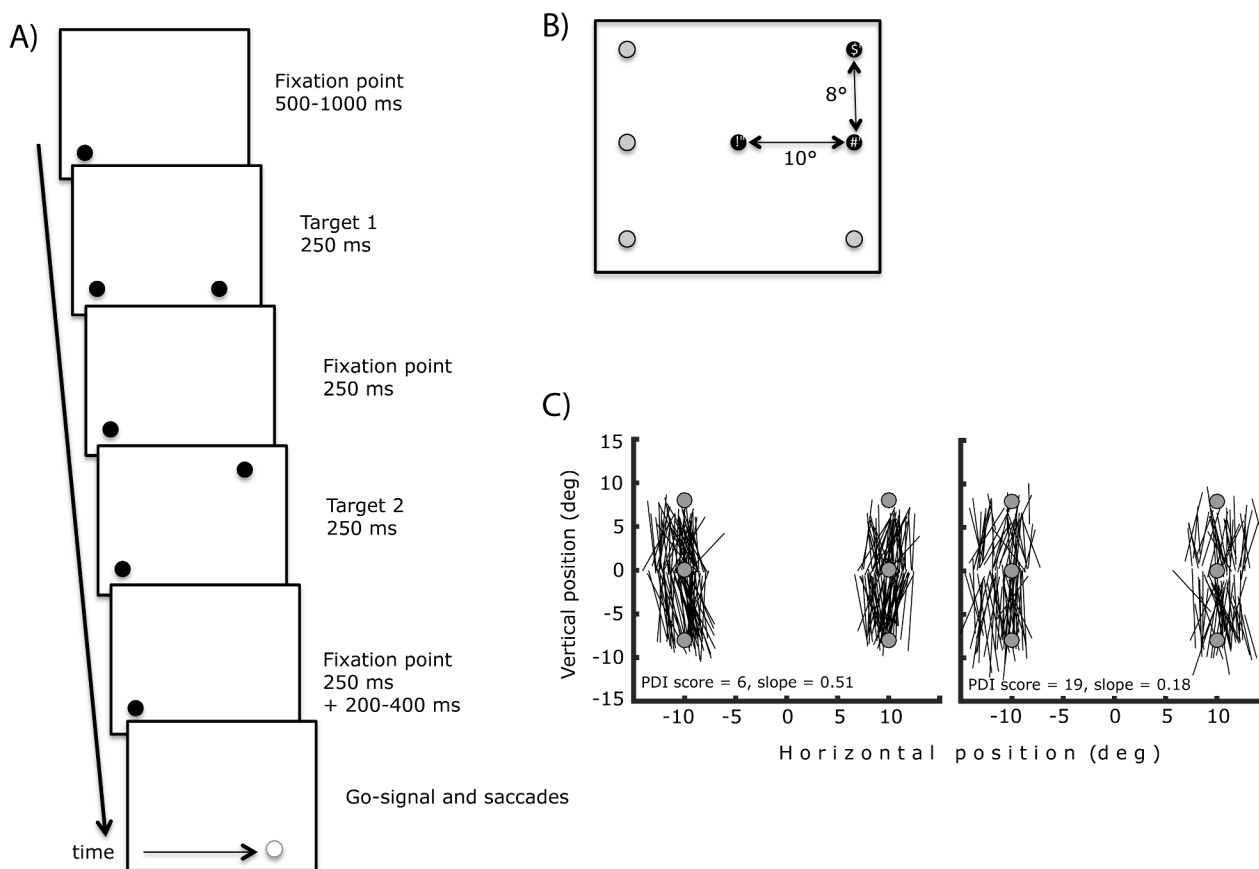 A)
Fixation point
500-1000 ms
Target 1
250 ms
Fixation point
250 ms
Target 2
250 ms
Fixation point
250 ms
+ 200-400 ms
Go-signal and saccades
time
B)
$
8°
!"
#
10°
C)
Vertical position (deg)
15
10
5
0
-5
-10
-15
PDI score = 6, slope = 0.51
-10 -5 0 5 10
PDI score = 19, slope = 0.18
-10 -5 0 5 10
Horizontal position (deg)